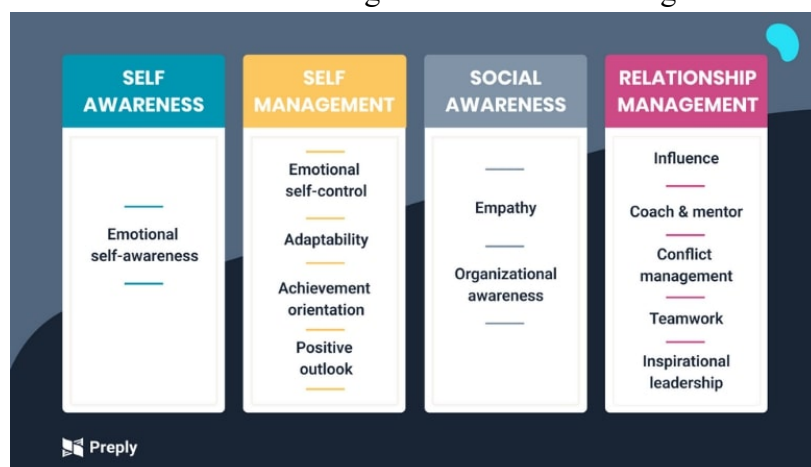 SELF
AWARENESS
Emotional
self-awareness
SELF
MANAGEMENT
Emotional
self-control
Adaptability
Achievement
orientation
Positive
outlook
SOCIAL
AWARENESS
Empathy
Organizational
awareness
RELATIONSHIP
MANAGEMENT
Influence
Coach & mentor
Conflict
management
Teamwork
Inspirational
leadership
Preply